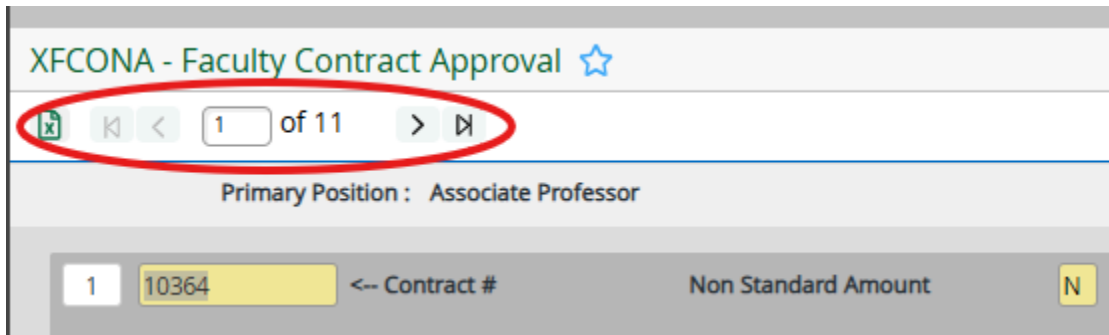 XFCONA - Faculty Contract Approval
1 of 11
Primary Position : Associate Professor
1 10364 <-- Contract # Non Standard Amount N